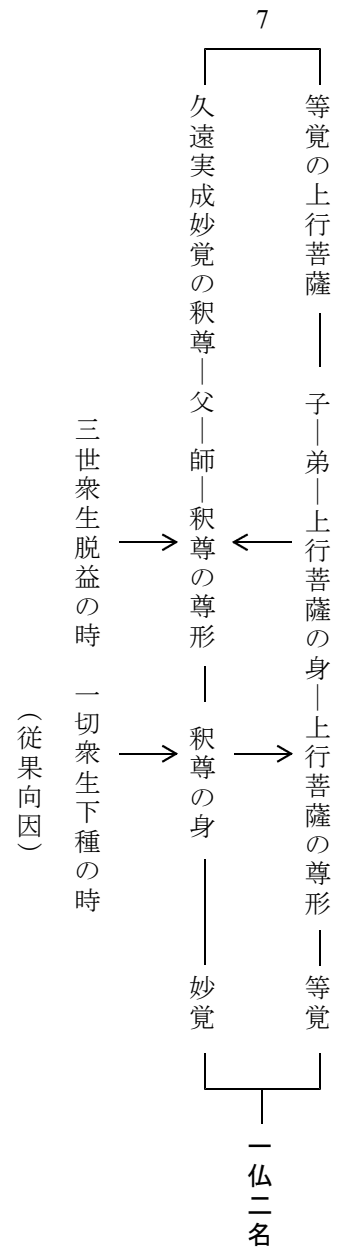 7
等覚の上行菩薩 ― 子―弟―上行菩薩の身―上行菩薩の尊形 ― 等覚
久遠実成妙覚の釈尊―父―師―釈尊の尊形 ― 釈尊の身 ― 妙覚
一仏二名
三世衆生脱益の時 一切衆生下種の時
(従果向因)